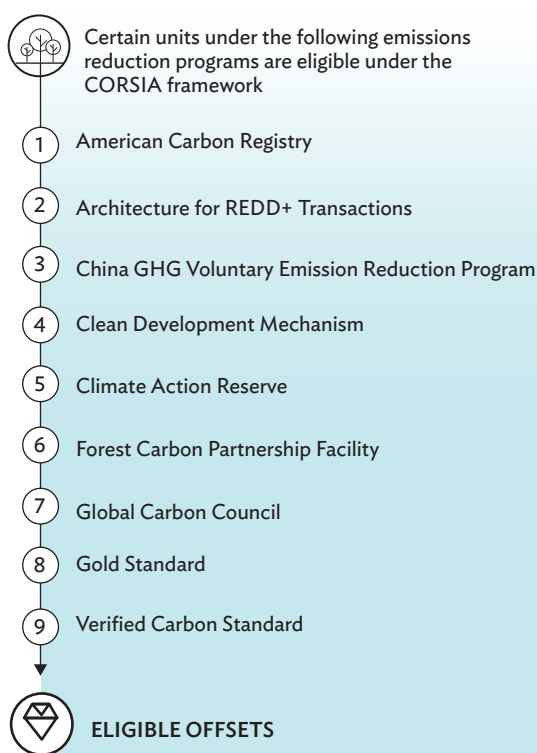 Certain units under the following emissions
reduction programs are eligible under the
CORSIA framework
1 American Carbon Registry
2 Architecture for REDD+ Transactions
3 China GHG Voluntary Emission Reduction Program
4 Clean Development Mechanism
5 Climate Action Reserve
6 Forest Carbon Partnership Facility
7 Global Carbon Council
8 Gold Standard
9 Verified Carbon Standard
ELIGIBLE OFFSETS